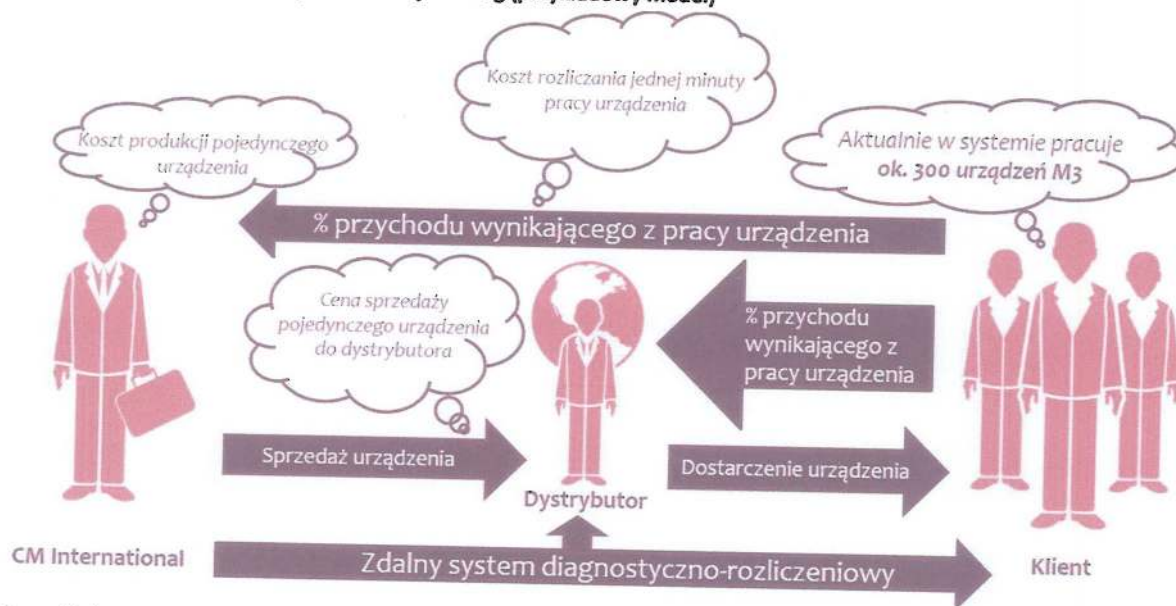 Koszt rozliczania jednej minuty
pracy urządzenia
Koszt produkcji pojedynczego
urządzenia
Aktualnie w systemie pracuje
ok. 300 urządzeń M3
% przychodu wynikającego z pracy urządzenia
Cena sprzedaży
pojedynczego urządzenia
do dystrybutora
% przychodu
wynikającego z
pracy urządzenia
Sprzedaż urządzenia
Dostarczenie urządzenia
Dystrybutor
CM International
Zdalny system diagnostyczno-rozliczeniowy
Klient